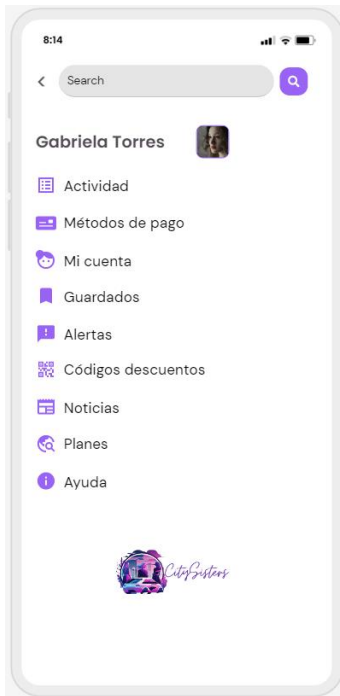 8:14
Search
Gabriela Torres
Actividad
Métodos de pago
Mi cuenta
Guardados
Alertas
Códigos descuentos
Noticias
Planes
Ayuda
CitySisters